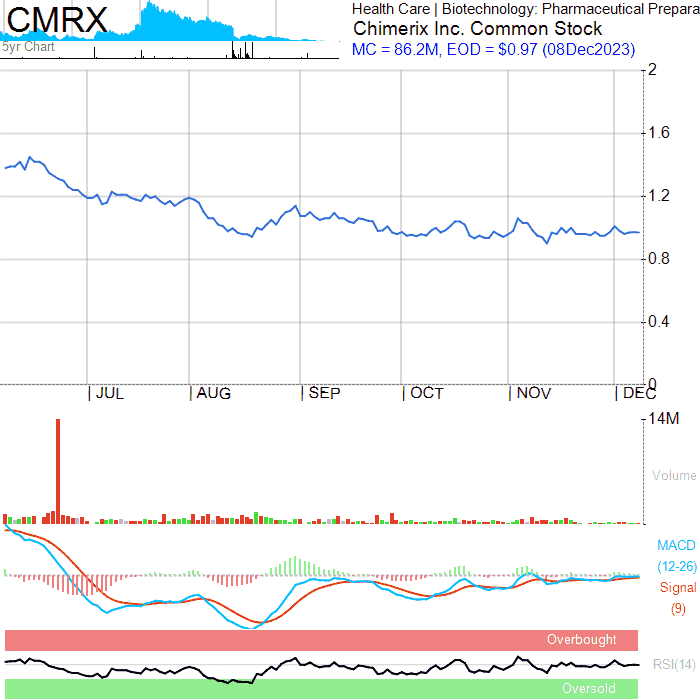 CMRX
5yr Chart
Health Care | Biotechnology: Pharmaceutical Prepara
Chimerix Inc. Common Stock
MC = 86.2M, EOD = $0.97 (08Dec2023)
2
1.6
1.2
0.8
0.4
0
JUL AUG SEP OCT NOV DEC
14M
Volume
MACD
(12-26)
Signal
(9)
Overbought
RSI(14)
Oversold